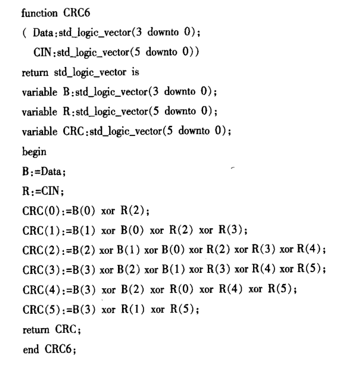 function CRC6
( Data:std_logic_vector(3 downto 0);
CIN:std_logic_vector(5 downto 0))
return std_logic_vector is
variable B:std_logic_vector(3 downto 0);
variable R:std_logic_vector(5 downto 0);
variable CRC:std_logic_vector(5 downto 0);
begin
B:=Data;
R:=CIN;
CRC(0):=B(0) xor R(2);
CRC(1):=B(1) xor B(0) xor R(2) xor R(3);
CRC(2):=B(2) xor B(1) xor B(0) xor R(2) xor R(3) xor R(4);
CRC(3):=B(3) xor B(2) xor B(1) xor R(3) xor R(4) xor R(5);
CRC(4):=B(3) xor B(2) xor R(0) xor R(4) xor R(5);
CRC(5):=B(3) xor R(1) xor R(5);
return CRC;
end CRC6;